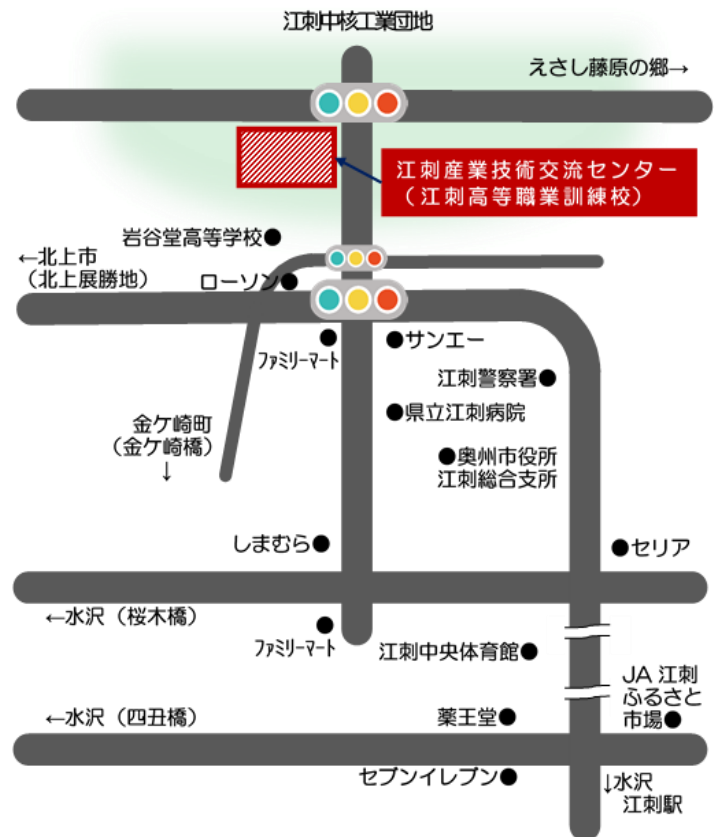 江刺中核工業団地
えさし藤原の郷→
江刺産業技術交流センター
（江刺高等職業訓練校）
岩谷堂高等学校
←北上市
（北上展勝地）
ローソン
ﾌｧﾐﾘｰﾏｰﾄ
サンエー
江刺警察署
県立江刺病院
金ケ崎町
（金ケ崎橋）
↓
奥州市役所
江刺総合支所
しまむら
セリア
←水沢（桜木橋）
ﾌｧﾐﾘｰﾏｰﾄ
江刺中央体育館
JA 江刺
ふるさと
市場
←水沢（四丑橋）
薬王堂
セブンイレブン
↓水沢
江刺駅